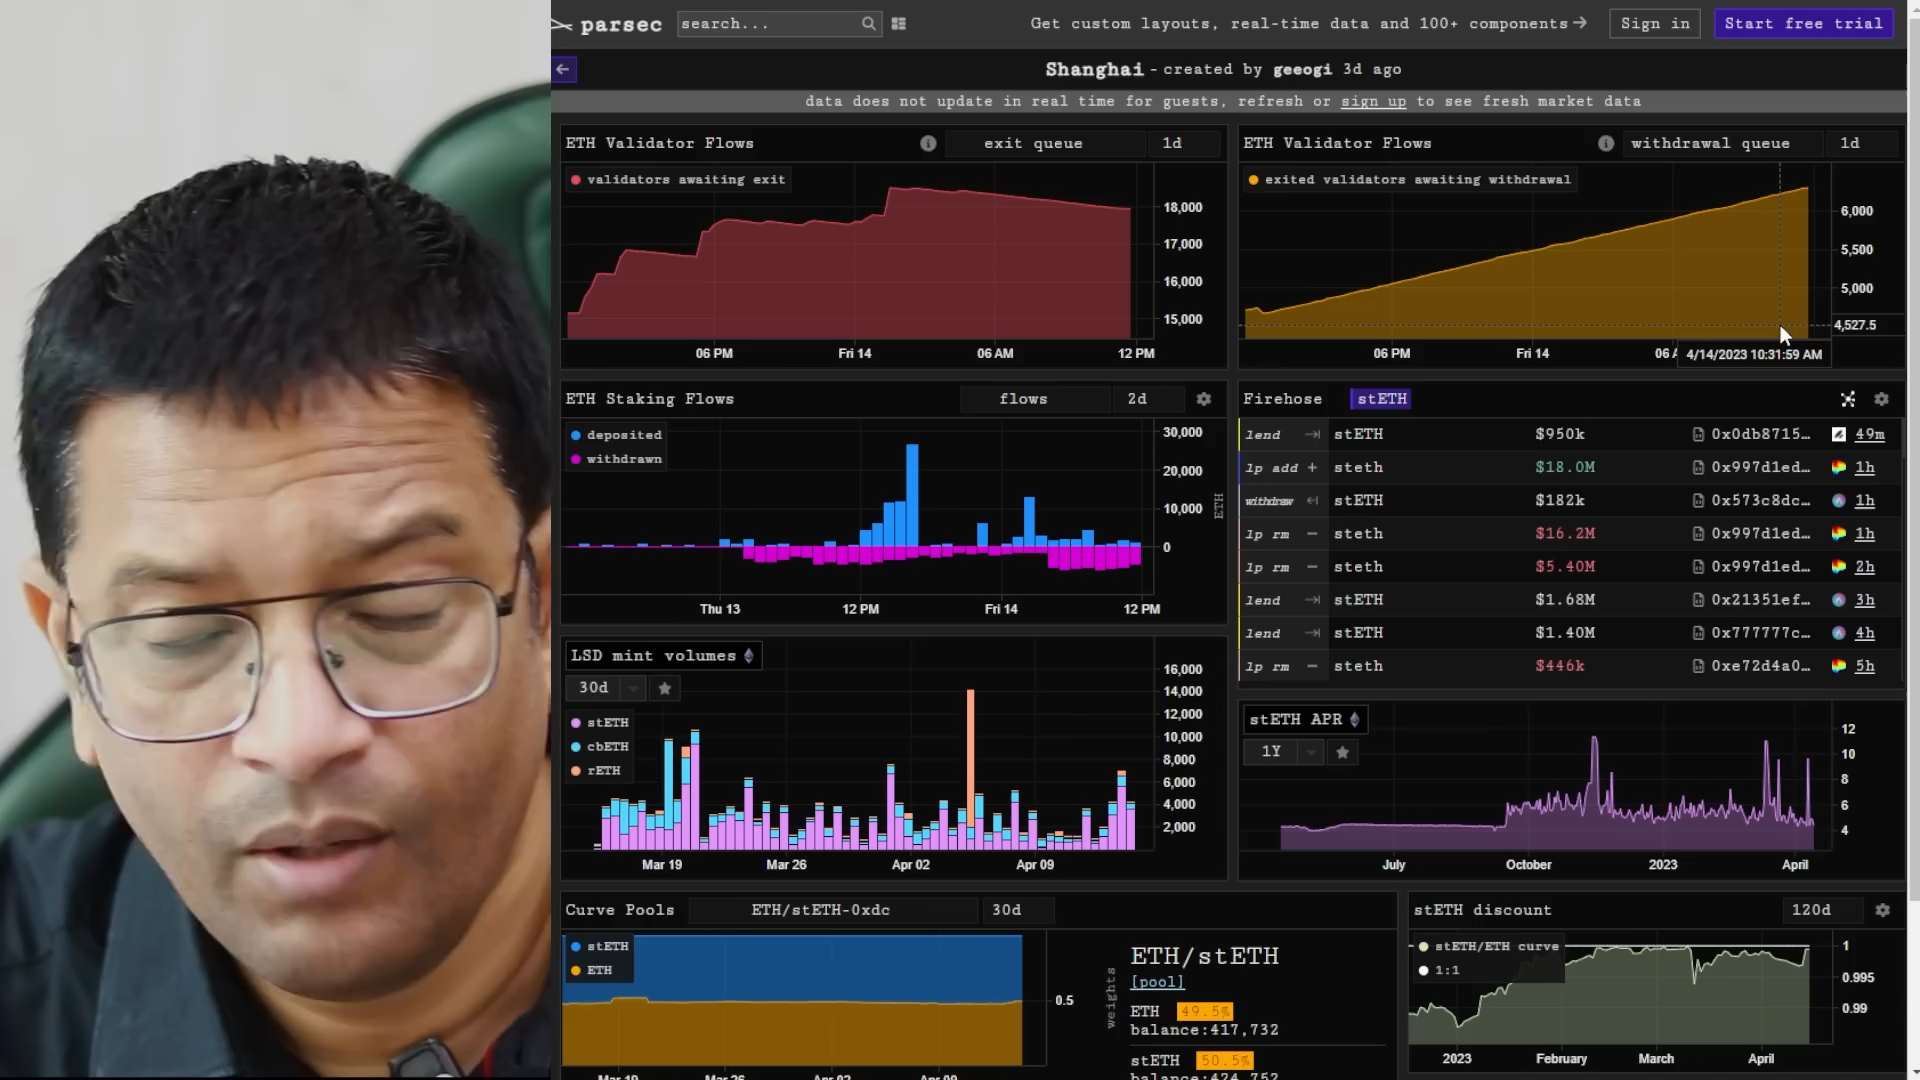 parsec
search...
Get custom layouts, real-time data and 100+ components
Sign in
Start free trial
Shanghai - created by geeogi 3d ago
data does not update in real time for guests, refresh or sign up to see fresh market data
ETH Validator Flows
exit queue
1d
validators awaiting exit
18,000
17,000
16,000
15,000
06 PM
Fri 14
06 AM
12 PM
ETH Validator Flows
withdrawal queue
1d
exited validators awaiting withdrawal
6,000
5,500
5,000
4,527.5
06 PM
Fri 14
06 A
4/14/2023 10:31:59 AM
ETH Staking Flows
flows
2d
deposited
withdrawn
30,000
20,000
10,000
0
ETH
Thu 13
12 PM
Fri 14
12 PM
Firehose
stETH
lend stETH $950k 0x0db8715… 49m
lp add + steth $18.0M 0x997d1ed… 1h
withdraw stETH $182k 0x573c8dc… 1h
lp rm − steth $16.2M 0x997d1ed… 1h
lp rm − steth $5.40M 0x997d1ed… 2h
lend stETH $1.68M 0x21351ef… 3h
lend stETH $1.40M 0x777777c… 4h
lp rm − steth $446k 0xe72d4a0… 5h
LSD mint volumes
30d
stETH
cbETH
rETH
16,000
14,000
12,000
10,000
8,000
6,000
4,000
2,000
Mar 19
Mar 26
Apr 02
Apr 09
stETH APR
1Y
12
10
8
6
4
July
October
2023
April
Curve Pools
ETH/stETH-0xdc
30d
stETH
ETH
0.5
weights
Mar 19
Mar 26
Apr 02
Apr 09
ETH/stETH
[pool]
ETH 49.5%
balance:417,732
stETH 50.5%
balance:424,752
stETH discount
120d
stETH/ETH curve
1:1
1
0.995
0.99
2023
February
March
April